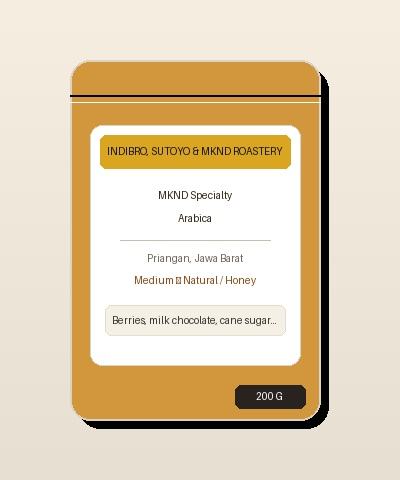 INDIBRO, SUTOYO & MKND ROASTERY
MKND Specialty
Arabica
Priangan, Jawa Barat
Medium ▯ Natural / Honey
Berries, milk chocolate, cane sugar...
200 G